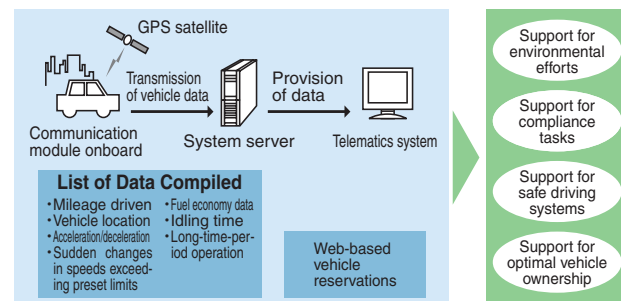 GPS satellite
Transmission
of vehicle data
Provision
of data
Communication
module onboard
System server
Telematics system
List of Data Compiled
・Mileage driven
・Vehicle location
・Acceleration/deceleration
・Sudden changes
in speeds exceed-
ing preset limits
・Fuel economy data
・Idling time
・Long-time-per-
iod operation
Web-based
vehicle
reservations
Support for
environmental
efforts
Support for
compliance
tasks
Support for
safe driving
systems
Support for
optimal vehicle
ownership